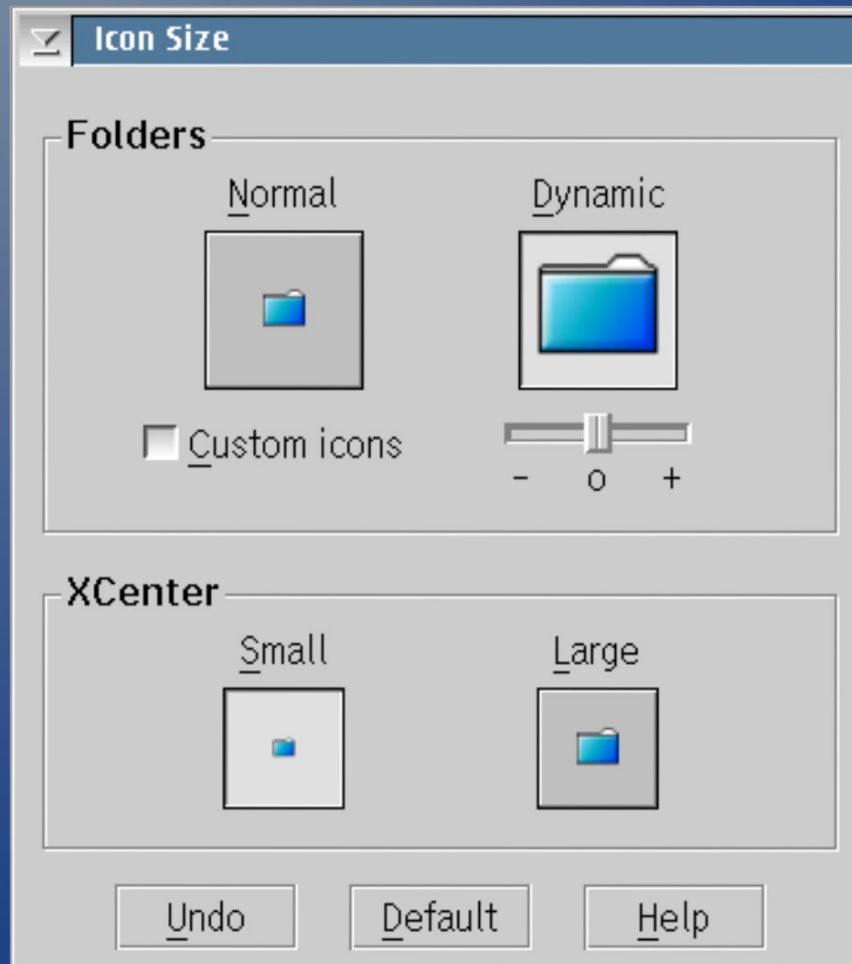 Icon Size
Folders
Normal Dynamic
Custom icons
- o +
XCenter
Small Large
Undo Default Help